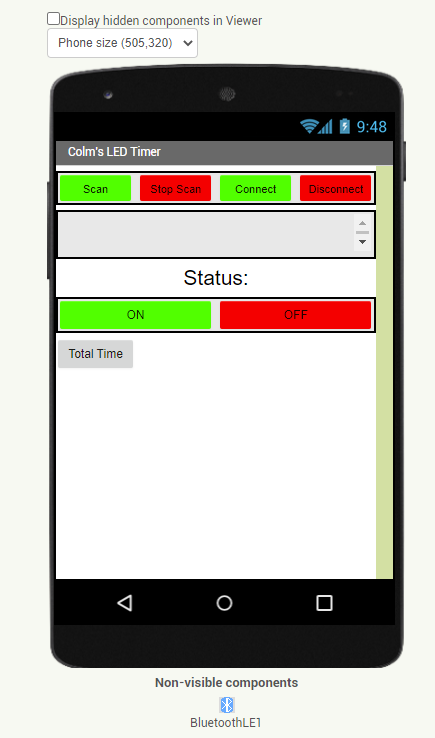 Display hidden components in Viewer
Phone size (505,320)
9:48
Colm's LED Timer
Scan Stop Scan Connect Disconnect
Status:
ON OFF
Total Time
Non-visible components
BluetoothLE1